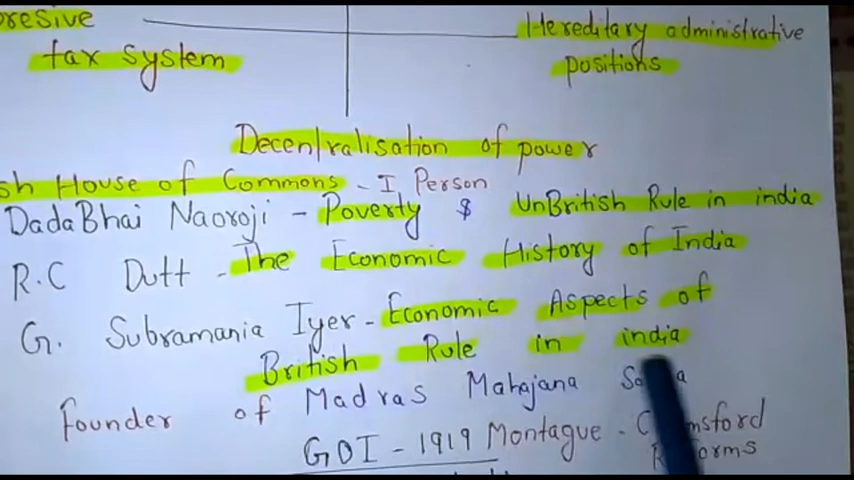 presive
Hereditary administrative
tax system
positions
Decentralisation of power
sh House of Commons - I Person
DadaBhai Naoroji - Poverty $ UnBritish Rule in india
R.C Dutt - The Economic History of India
G. Subramania Iyer - Economic Aspects of
British Rule in india
Founder of Madras Mahajana
GOI - 1919 Montague -